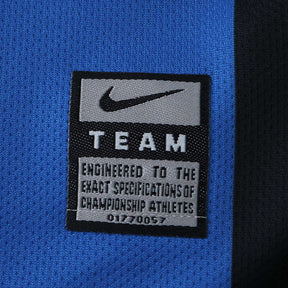 TEAM
ENGINEERED TO THE
EXACT SPECIFICATIONS OF
CHAMPIONSHIP ATHLETES
01770057